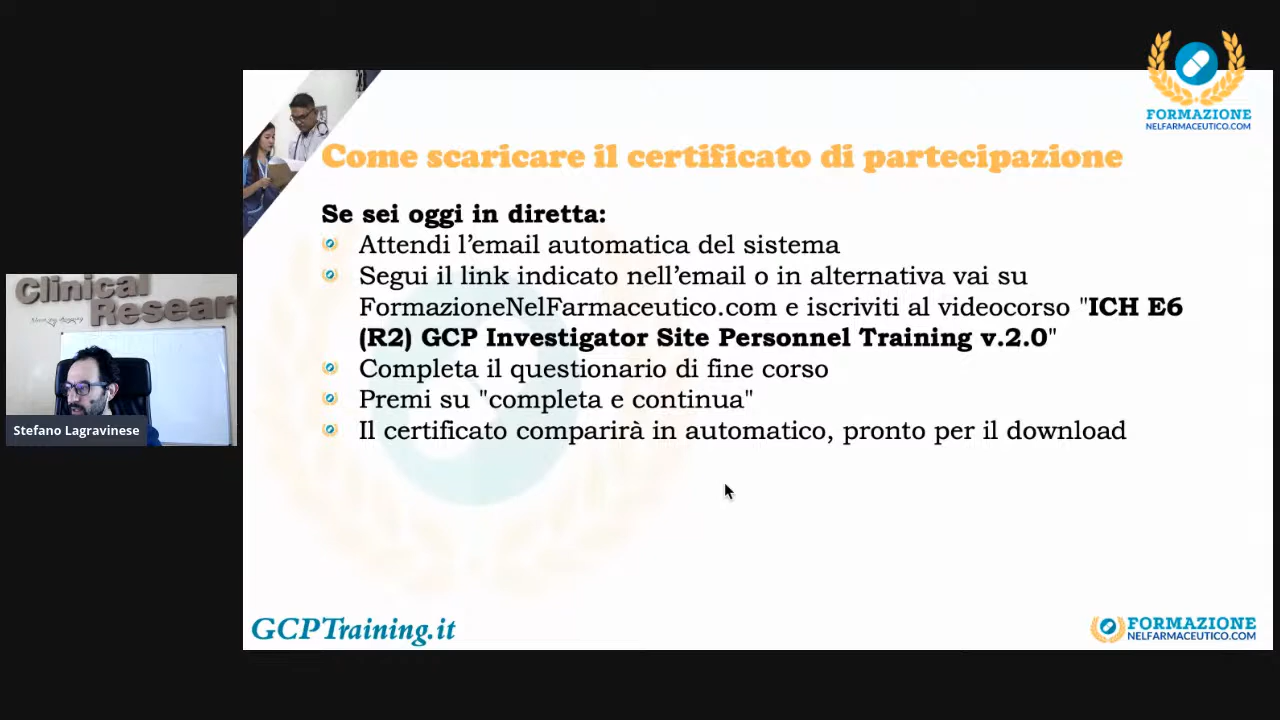 FORMAZIONE
NELFARMACEUTICO.COM
Come scaricare il certificato di partecipazione
Se sei oggi in diretta:
Attendi l’email automatica del sistema
Segui il link indicato nell’email o in alternativa vai su
FormazioneNelFarmaceutico.com e iscriviti al videocorso "ICH E6
(R2) GCP Investigator Site Personnel Training v.2.0"
Completa il questionario di fine corso
Premi su "completa e continua"
Il certificato comparirà in automatico, pronto per il download
Clinical
Research
Stefano Lagravinese
GCPTraining.it
FORMAZIONE
NELFARMACEUTICO.COM